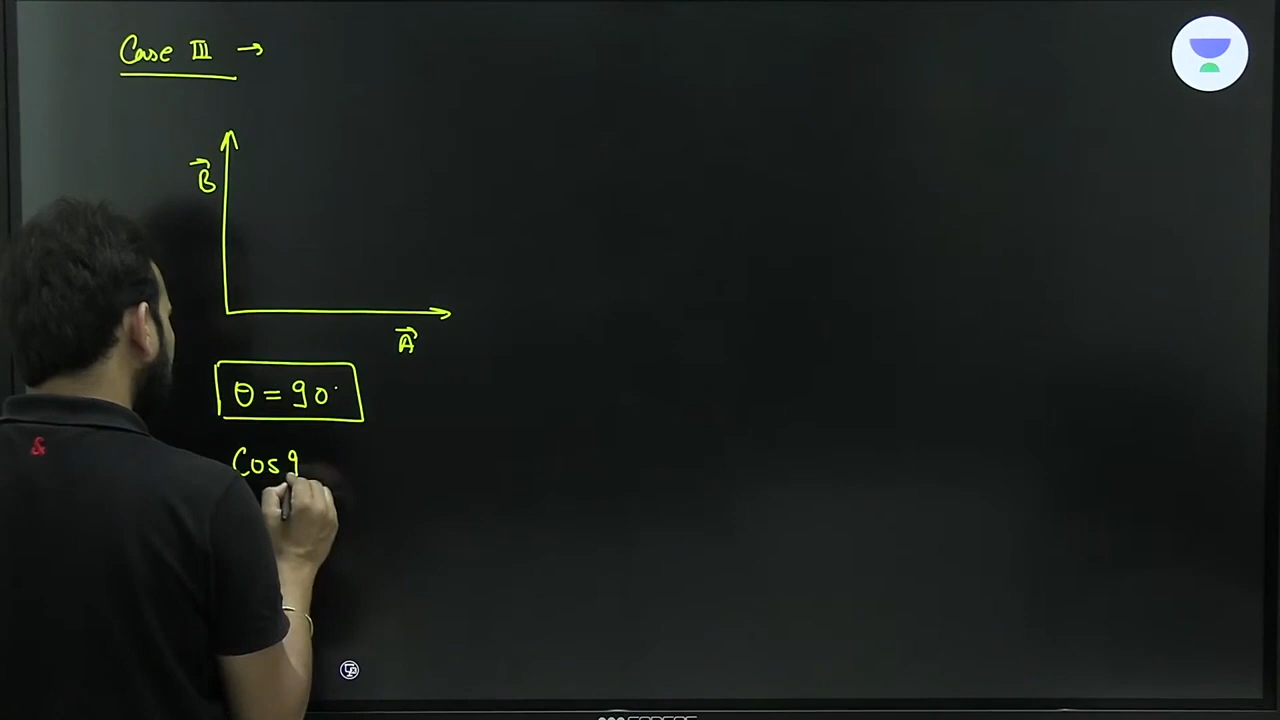 Case III →
B
A
θ = 90°
Cos 9